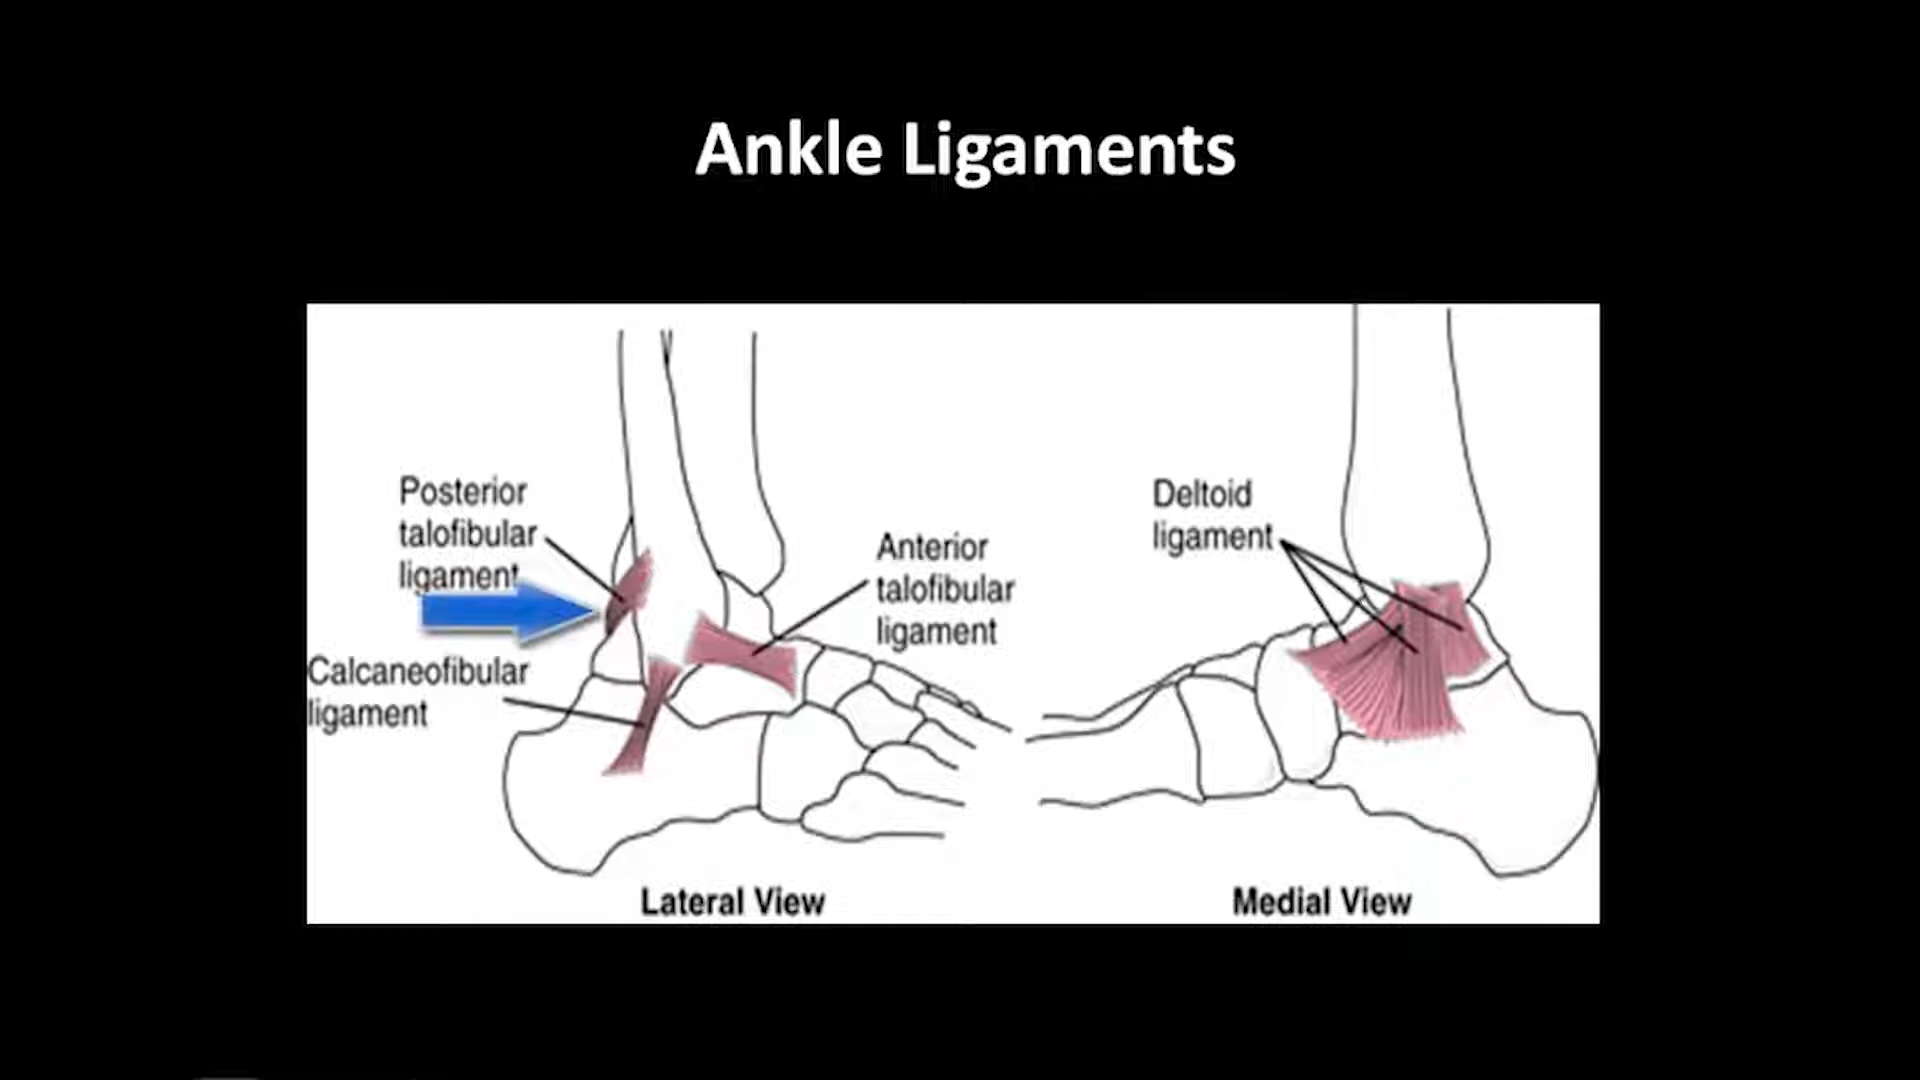 Ankle Ligaments
Posterior
talofibular
ligament
Calcaneofibular
ligament
Anterior
talofibular
ligament
Lateral View
Deltoid
ligament
Medial View